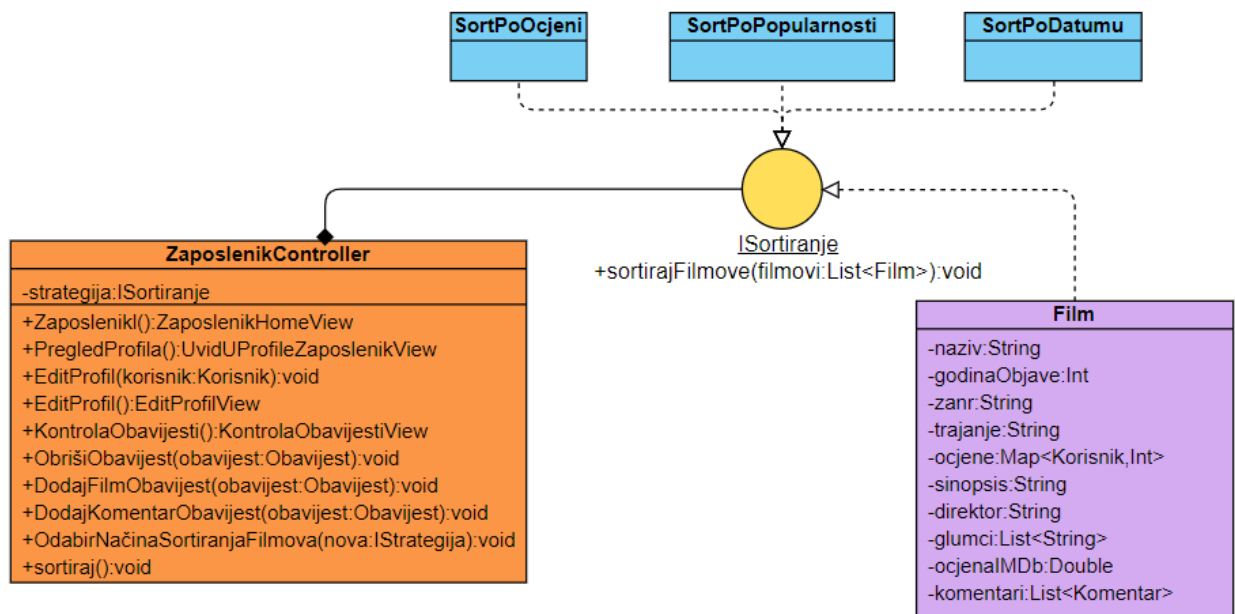 SortPoOcjeni
SortPoPopularnosti
SortPoDatumu
ISortiranje
+sortirajFilmove(filmovi:List<Film>):void
ZaposlenikController
-strategija:ISortiranje
+ZaposlenikI():ZaposlenikHomeView
+PregledProfila():UvidUProfileZaposlenikView
+EditProfil(korisnik:Korisnik):void
+EditProfil():EditProfilView
+KontrolaObavijesti():KontrolaObavijestiView
+ObrišiObavijest(obavijest:Obavijest):void
+DodajFilmObavijest(obavijest:Obavijest):void
+DodajKomentarObavijest(obavijest:Obavijest):void
+OdabirNačinaSortiranjaFilmova(nova:IStrategija):void
+sortiraj():void
Film
-naziv:String
-godinaObjave:Int
-zanr:String
-trajanje:String
-ocjene:Map<Korisnik,Int>
-sinopsis:String
-direktor:String
-glumci:List<String>
-ocjenaIMDb:Double
-komentari:List<Komentar>